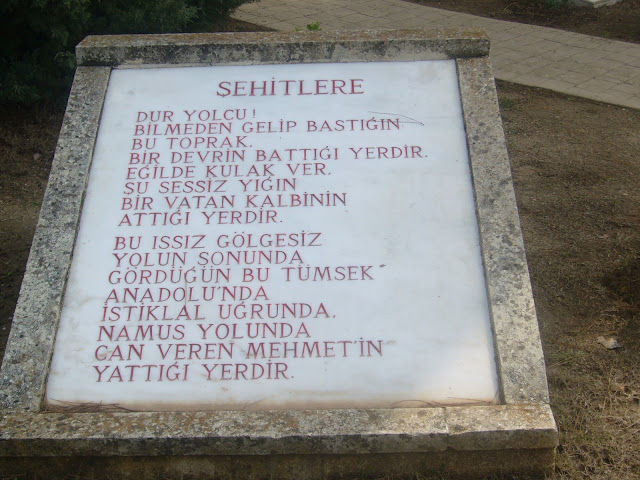 ŞEHİTLERE
DUR YOLCU!
BİLMEDEN GELİP BASTIĞIN
BU TOPRAK.
BİR DEVRİN BATTIĞI YERDİR.
EĞİLDE KULAK VER.
ŞU SESSİZ YIĞIN
BİR VATAN KALBİNİN
ATTIĞI YERDİR.
BU ISSIZ GÖLGESİZ
YOLUN SONUNDA
GÖRDÜĞÜN BU TÜMSEK
ANADOLU'NDA
İSTİKLAL UĞRUNDA,
NAMUS YOLUNDA
CAN VEREN MEHMET'İN
YATTIĞI YERDİR.